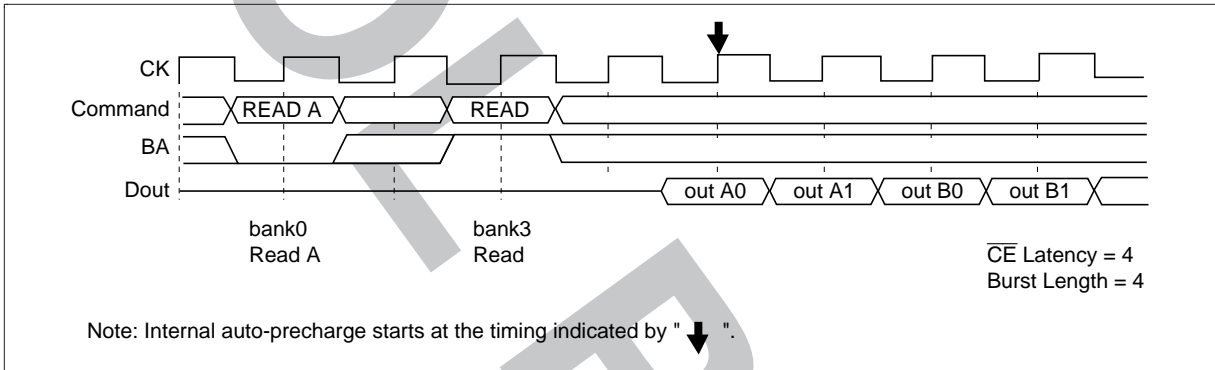 CK
Command READ A READ
BA
Dout out A0 out A1 out B0 out B1
bank0 bank3
Read A Read
CE Latency = 4
Burst Length = 4
Note: Internal auto-precharge starts at the timing indicated by " ".